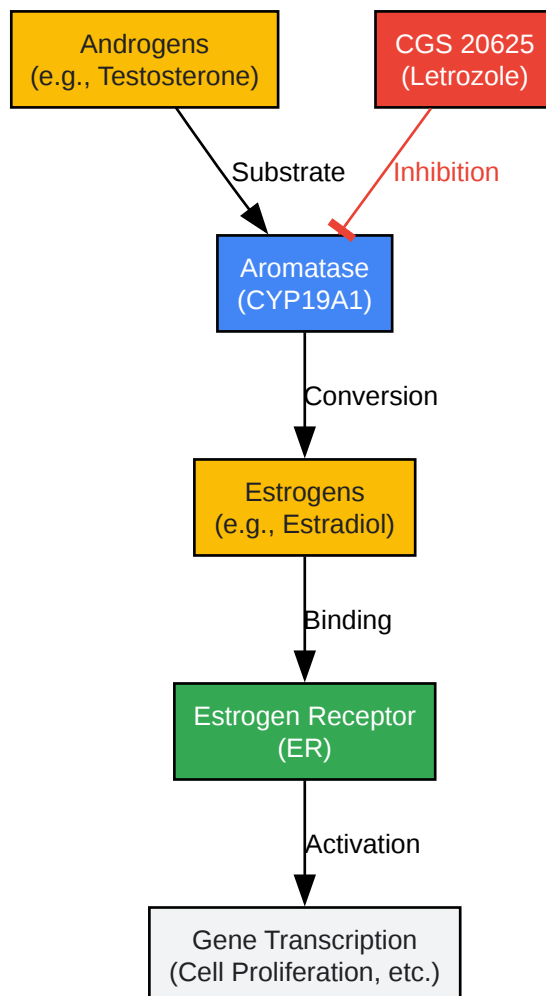 Androgens
(e.g., Testosterone)
CGS 20625
(Letrozole)
Substrate
Inhibition
Aromatase
(CYP19A1)
Conversion
Estrogens
(e.g., Estradiol)
Binding
Estrogen Receptor
(ER)
Activation
Gene Transcription
(Cell Proliferation, etc.)